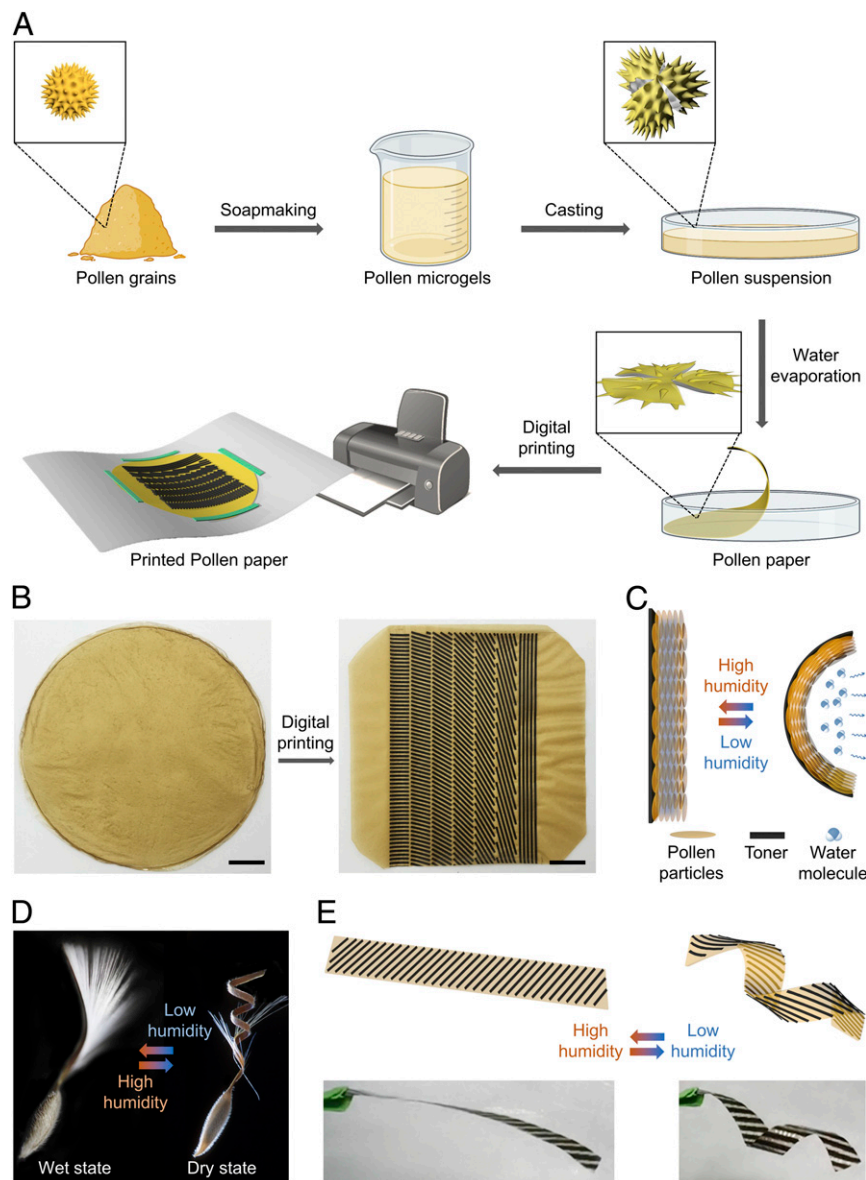 A
Soapmaking
Casting
Pollen grains
Pollen microgels
Pollen suspension
Water
evaporation
Digital
printing
Printed Pollen paper
Pollen paper
B
Digital
printing
C
High
humidity
Low
humidity
Pollen
particles
Toner
Water
molecule
D
Low
humidity
High
humidity
Wet state
Dry state
E
High
humidity
Low
humidity